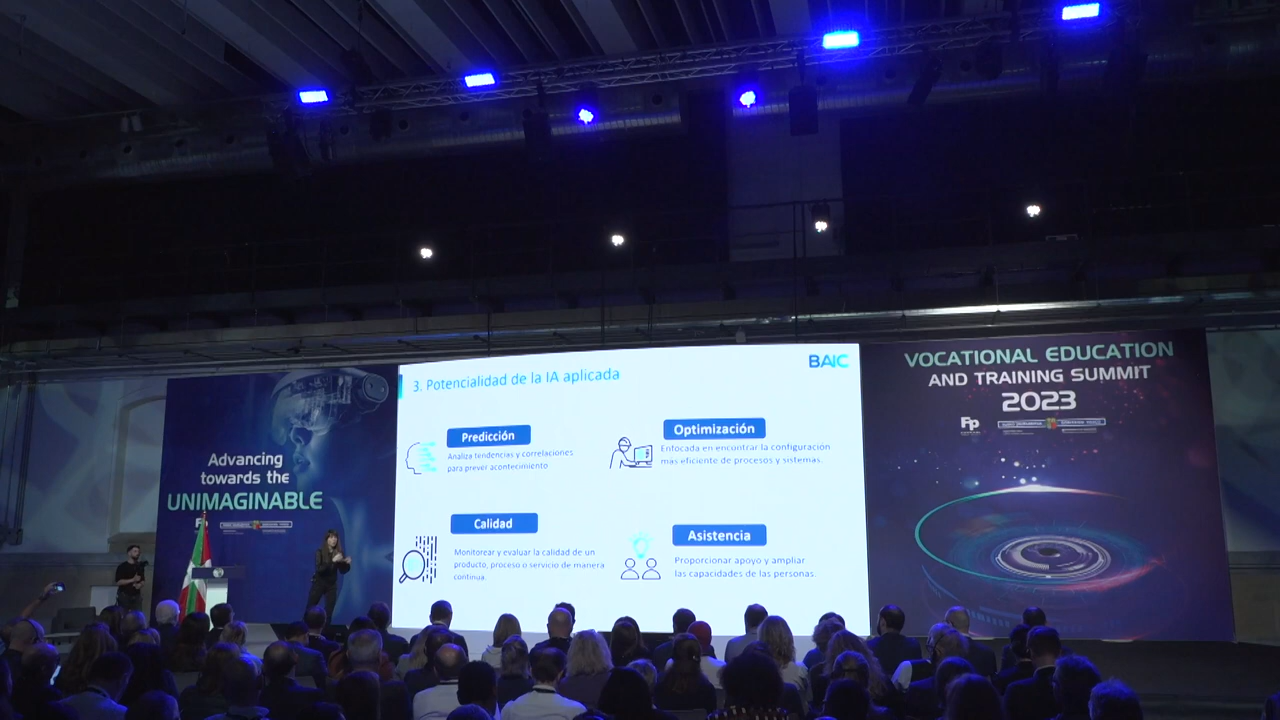 Advancing
towards the
UNIMAGINABLE
BAIC
3. Potencialidad de la IA aplicada
Predicción
Analiza tendencias y correlaciones
para prever acontecimiento
Optimización
Enfocada en encontrar la configuración
más eficiente de procesos y sistemas.
Calidad
Monitorear y evaluar la calidad de un
producto, proceso o servicio de manera
continua.
Asistencia
Proporcionar apoyo y ampliar
las capacidades de las personas.
VOCATIONAL EDUCATION
AND TRAINING SUMMIT
2023
Fp